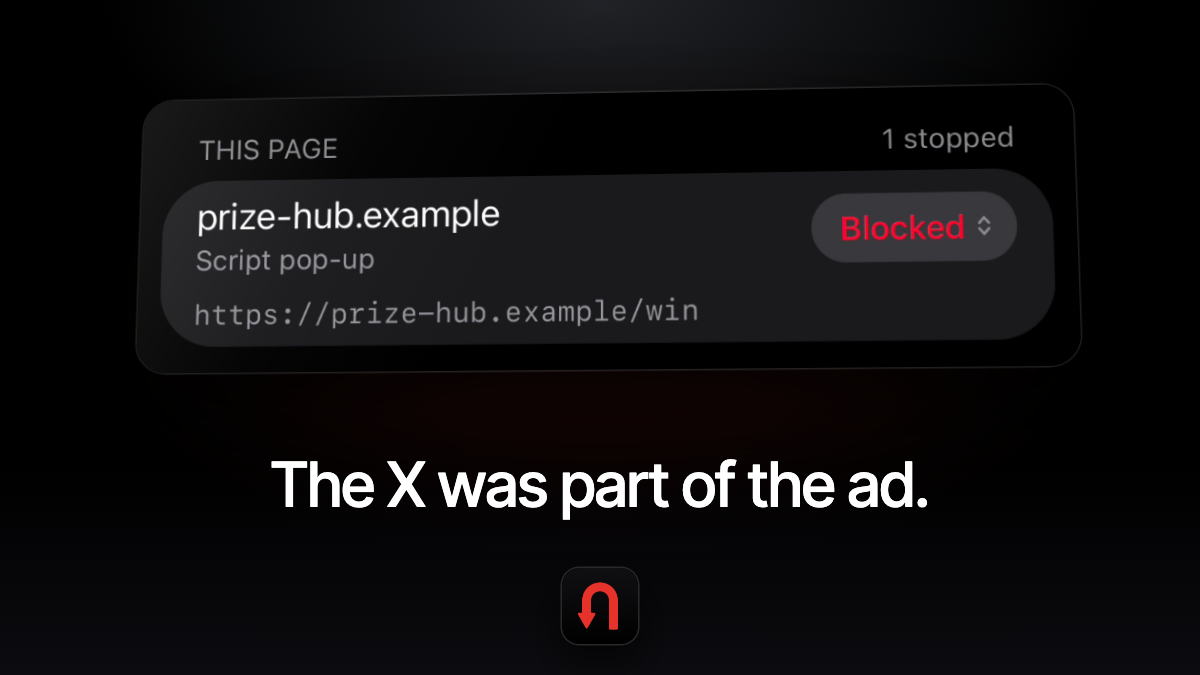 THIS PAGE
1 stopped
prize-hub.example
Blocked
Script pop-up
https://prize-hub.example/win
The X was part of the ad.